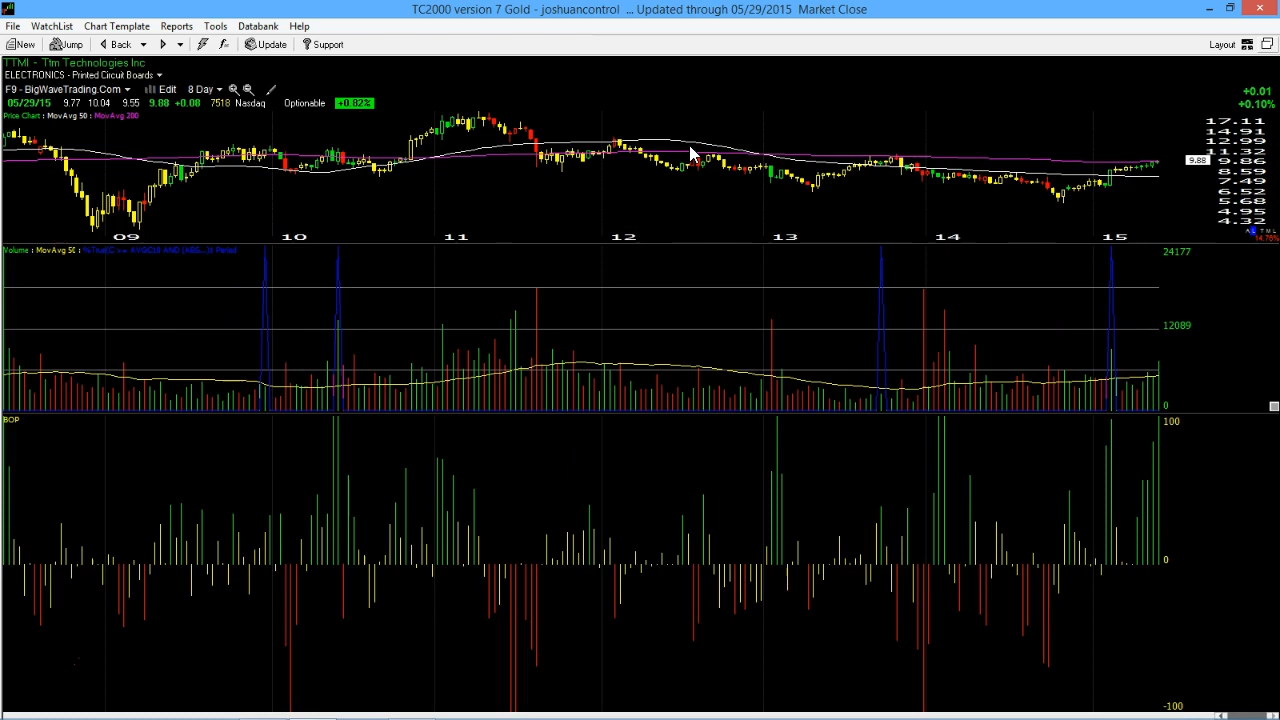 TC2000 version 7 Gold - joshuancontrol ... Updated through 05/29/2015 Market Close
File WatchList Chart Template Reports Tools Databank Help
New Jump Back Update Support Layout
TTMI - Ttm Technologies Inc
ELECTRONICS - Printed Circuit Boards
F9 - BigWaveTrading.Com Edit 8 Day
+0.01
05/29/15 9.77 10.04 9.55 9.88 +0.08 7518 Nasdaq Optionable +0.82%
+0.10%
Price Chart : MovAvg 50 : MovAvg 200
17.11
14.91
12.99
11.32
9.88
9.86
8.59
7.49
6.52
5.68
4.95
4.32
09 10 11 12 13 14 15
A L T M L
14.78%
Volume : MovAvg 50 :
24177
12089
0
BOP
100
0
-100